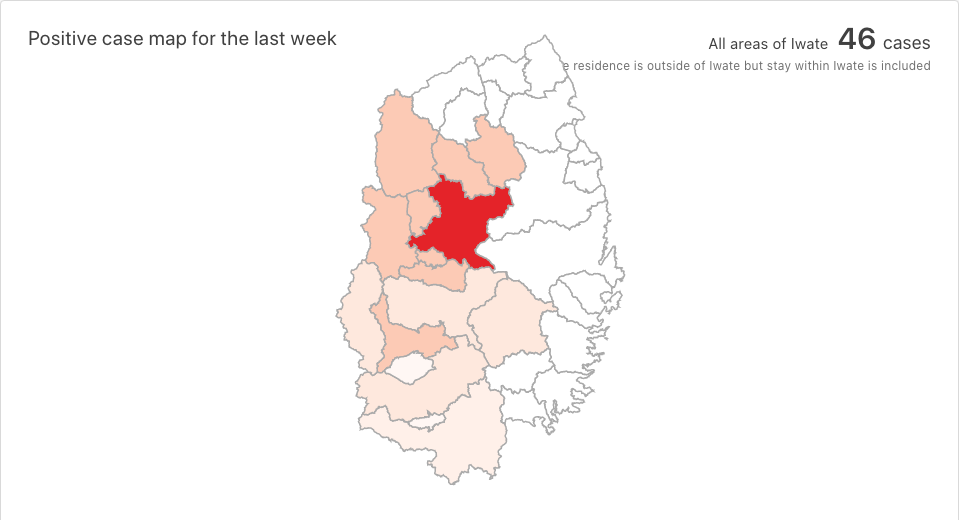 Positive case map for the last week
All areas of Iwate 46 cases
residence is outside of Iwate but stay within Iwate is included